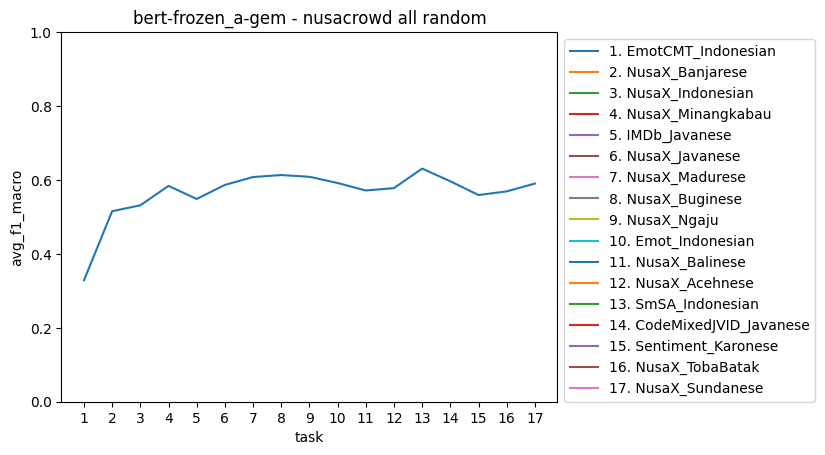 bert-frozen_a-gem - nusacrowd all random
1.0
0.8
0.6
0.4
0.2
0.0
avg_f1_macro
1 2 3 4 5 6 7 8 9 10 11 12 13 14 15 16 17
task
1. EmotCMT_Indonesian
2. NusaX_Banjarese
3. NusaX_Indonesian
4. NusaX_Minangkabau
5. IMDb_Javanese
6. NusaX_Javanese
7. NusaX_Madurese
8. NusaX_Buginese
9. NusaX_Ngaju
10. Emot_Indonesian
11. NusaX_Balinese
12. NusaX_Acehnese
13. SmSA_Indonesian
14. CodeMixedJVID_Javanese
15. Sentiment_Karonese
16. NusaX_TobaBatak
17. NusaX_Sundanese